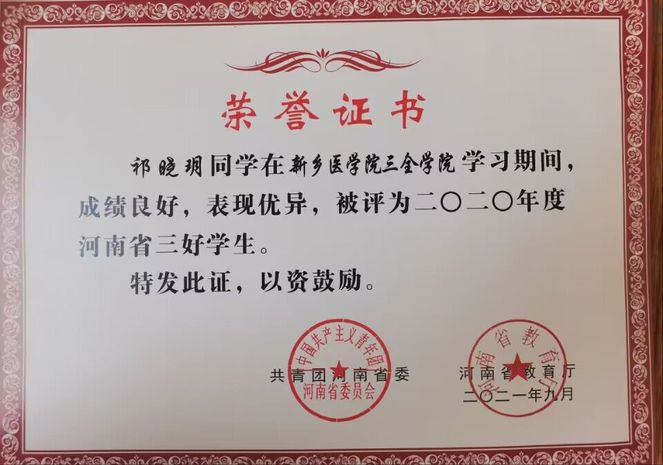 荣誉证书
祁晓玥同学在新乡医学院三全学院学习期间，
成绩良好，表现优异，被评为二〇二〇年度
河南省三好学生。
特发此证，以资鼓励。
中国共产主义青年团
河南省委员会
共青团河南省委
河南省教育厅
河南省教育厅
二〇二一年九月